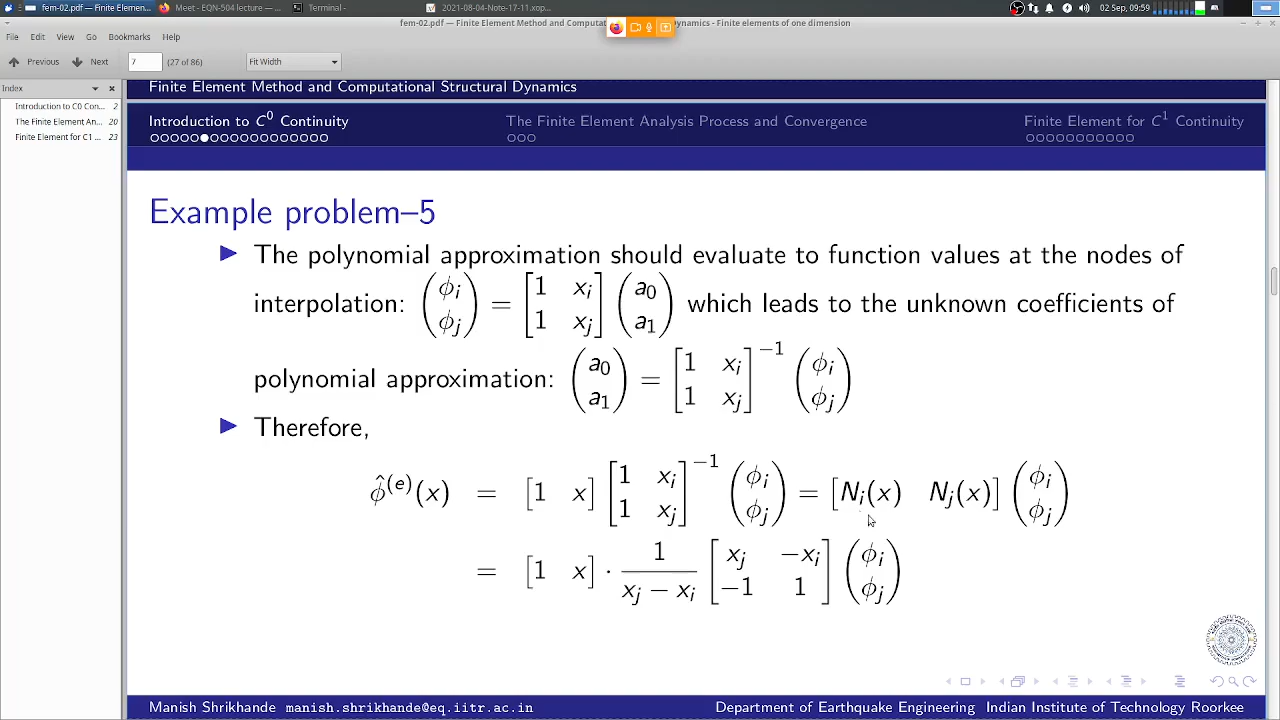 Meet - EQN-504 lecture — ...
Terminal -
2021-08-04-Note-17-11.xop...
02 Sep, 09:59
fem-02.pdf — Finite Elemen...
fem-02.pdf — Finite Element Method and Computat
ynamics - Finite elements of one dimension
File Edit View Go Bookmarks Help
Previous Next 7 (27 of 86) Fit Width
Index
Introduction to C0 Con... 2
The Finite Element An... 20
Finite Element for C1 ... 23
Finite Element Method and Computational Structural Dynamics
Introduction to C⁰ Continuity The Finite Element Analysis Process and Convergence Finite Element for C¹ Continuity
Example problem–5
▶ The polynomial approximation should evaluate to function values at the nodes of
interpolation: (ϕi ϕj) = [1 xi 1 xj] (a0 a1) which leads to the unknown coefficients of
polynomial approximation: (a0 a1) = [1 xi 1 xj]⁻¹ (ϕi ϕj)
▶ Therefore,
ϕ̂⁽ᵉ⁾(x) = [1 x] [1 xi 1 xj]⁻¹ (ϕi ϕj) = [Ni(x) Nj(x)] (ϕi ϕj)
= [1 x] · 1/(xj − xi) [xj −xi −1 1] (ϕi ϕj)
Manish Shrikhande manish.shrikhande@eq.iitr.ac.in Department of Earthquake Engineering Indian Institute of Technology Roorkee